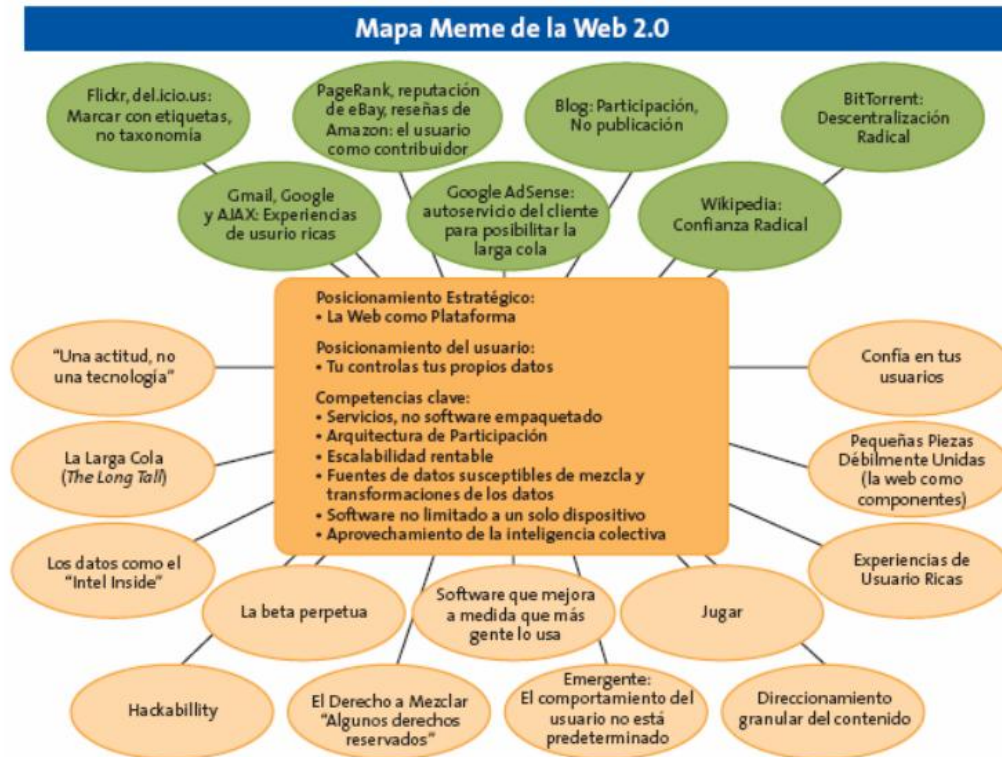 Mapa Meme de la Web 2.0
Flickr, del.icio.us:
Marcar con etiquetas,
no taxonomía
PageRank, reputación
de eBay, reseñas de
Amazon: el usuario
como contribuidor
Blog: Participación,
No publicación
BitTorrent:
Descentralización
Radical
Gmail, Google
y AJAX: Experiencias
de usurio ricas
Google AdSense:
autoservicio del cliente
para posibilitar la
larga cola
Wikipedia:
Confianza Radical
Posicionamiento Estratégico:
• La Web como Plataforma
Posicionamiento del usuario:
• Tu controlas tus propios datos
Competencias clave:
• Servicios, no software empaquetado
• Arquitectura de Participación
• Escalabilidad rentable
• Fuentes de datos susceptibles de mezcla y
transformaciones de los datos
• Software no limitado a un solo dispositivo
• Aprovechamiento de la inteligencia colectiva
“Una actitud, no
una tecnología”
Confía en tus
usuarios
La Larga Cola
(The Long Tall)
Pequeñas Piezas
Débilmente Unidas
(la web como
componentes)
Los datos como el
“Intel Inside”
Experiencias de
Usuario Ricas
La beta perpetua
Software que mejora
a medida que más
gente lo usa
Jugar
Hackabillity
El Derecho a Mezclar
“Algunos derechos
reservados”
Emergente:
El comportamiento del
usuario no está
predeterminado
Direccionamiento
granular del contenido